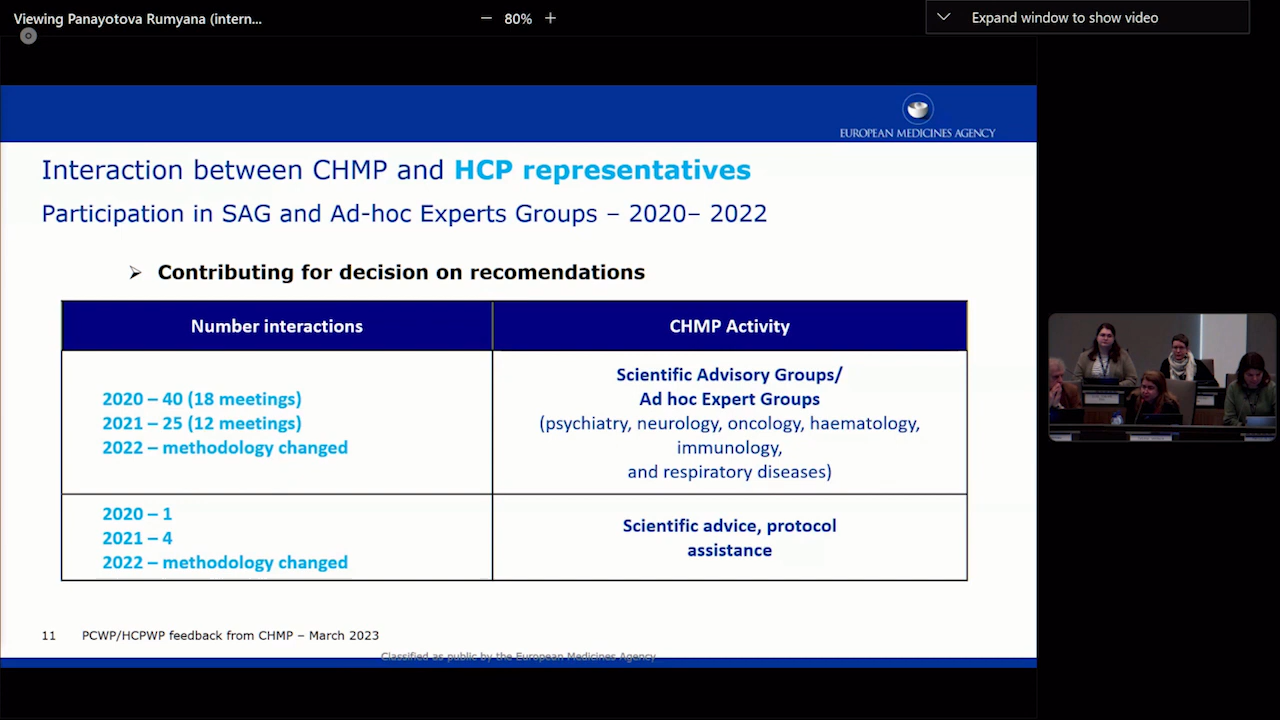 Viewing Panayotova Rumyana (intern...
80%
Expand window to show video
EUROPEAN MEDICINES AGENCY
Interaction between CHMP and HCP representatives
Participation in SAG and Ad-hoc Experts Groups – 2020– 2022
Contributing for decision on recomendations
Number interactions
CHMP Activity
2020 – 40 (18 meetings)
2021 – 25 (12 meetings)
2022 – methodology changed
Scientific Advisory Groups/
Ad hoc Expert Groups
(psychiatry, neurology, oncology, haematology,
immunology,
and respiratory diseases)
2020 – 1
2021 – 4
2022 – methodology changed
Scientific advice, protocol
assistance
11 PCWP/HCPWP feedback from CHMP – March 2023
Classified as public by the European Medicines Agency